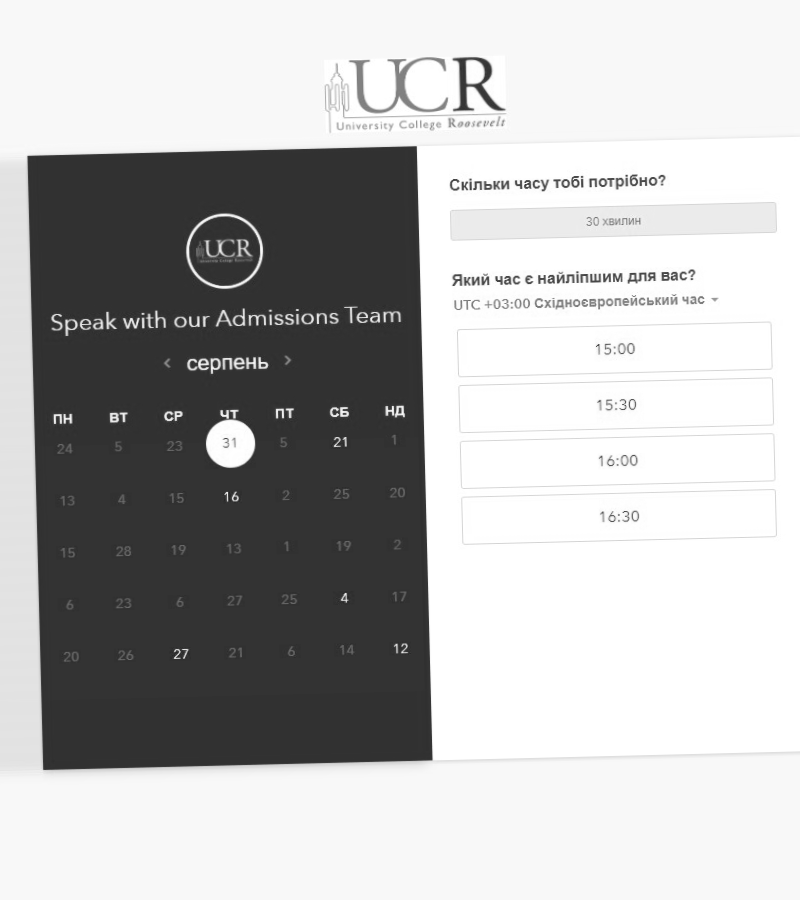 UCR
University College Roosevelt
UCR
University College Roosevelt
Speak with our Admissions Team
серпень
ПН ВТ СР ЧТ ПТ СБ НД
24 5 23 31 5 21 1
13 4 15 16 2 25 20
15 28 19 13 1 19 2
6 23 6 27 25 4 17
20 26 27 21 6 14 12
Скільки часу тобі потрібно?
30 хвилин
Який час є найліпшим для вас?
UTC +03:00 Східноєвропейський час
15:00
15:30
16:00
16:30